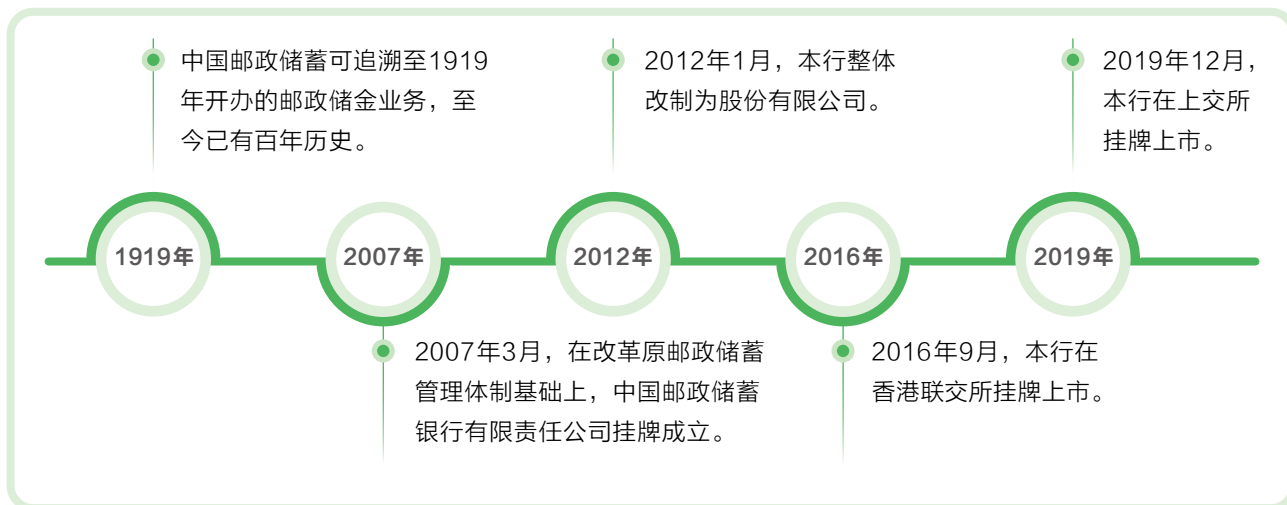 中国邮政储蓄可追溯至1919
年开办的邮政储金业务，至
今已有百年历史。
2012年1月，本行整体
改制为股份有限公司。
2019年12月，
本行在上交所
挂牌上市。
1919年
2007年
2012年
2016年
2019年
2007年3月，在改革原邮政储蓄
管理体制基础上，中国邮政储蓄
银行有限责任公司挂牌成立。
2016年9月，本行在
香港联交所挂牌上市。